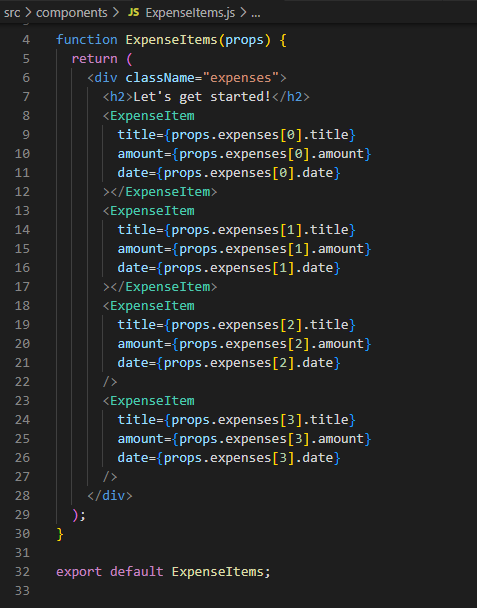 src > components > JS ExpenseItems.js > ...
4 function ExpenseItems(props) {
5   return (
6     <div className="expenses">
7       <h2>Let's get started!</h2>
8       <ExpenseItem
9         title={props.expenses[0].title}
10         amount={props.expenses[0].amount}
11         date={props.expenses[0].date}
12       ></ExpenseItem>
13       <ExpenseItem
14         title={props.expenses[1].title}
15         amount={props.expenses[1].amount}
16         date={props.expenses[1].date}
17       ></ExpenseItem>
18       <ExpenseItem
19         title={props.expenses[2].title}
20         amount={props.expenses[2].amount}
21         date={props.expenses[2].date}
22       />
23       <ExpenseItem
24         title={props.expenses[3].title}
25         amount={props.expenses[3].amount}
26         date={props.expenses[3].date}
27       />
28     </div>
29   );
30 }
31
32 export default ExpenseItems;
33